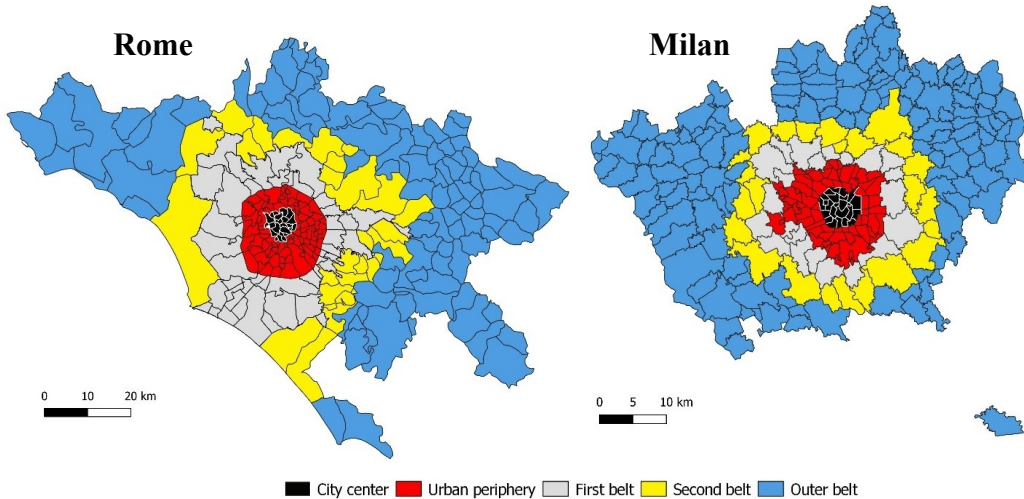 Rome
Milan
0 10 20 km
0 5 10 km
City center Urban periphery First belt Second belt Outer belt